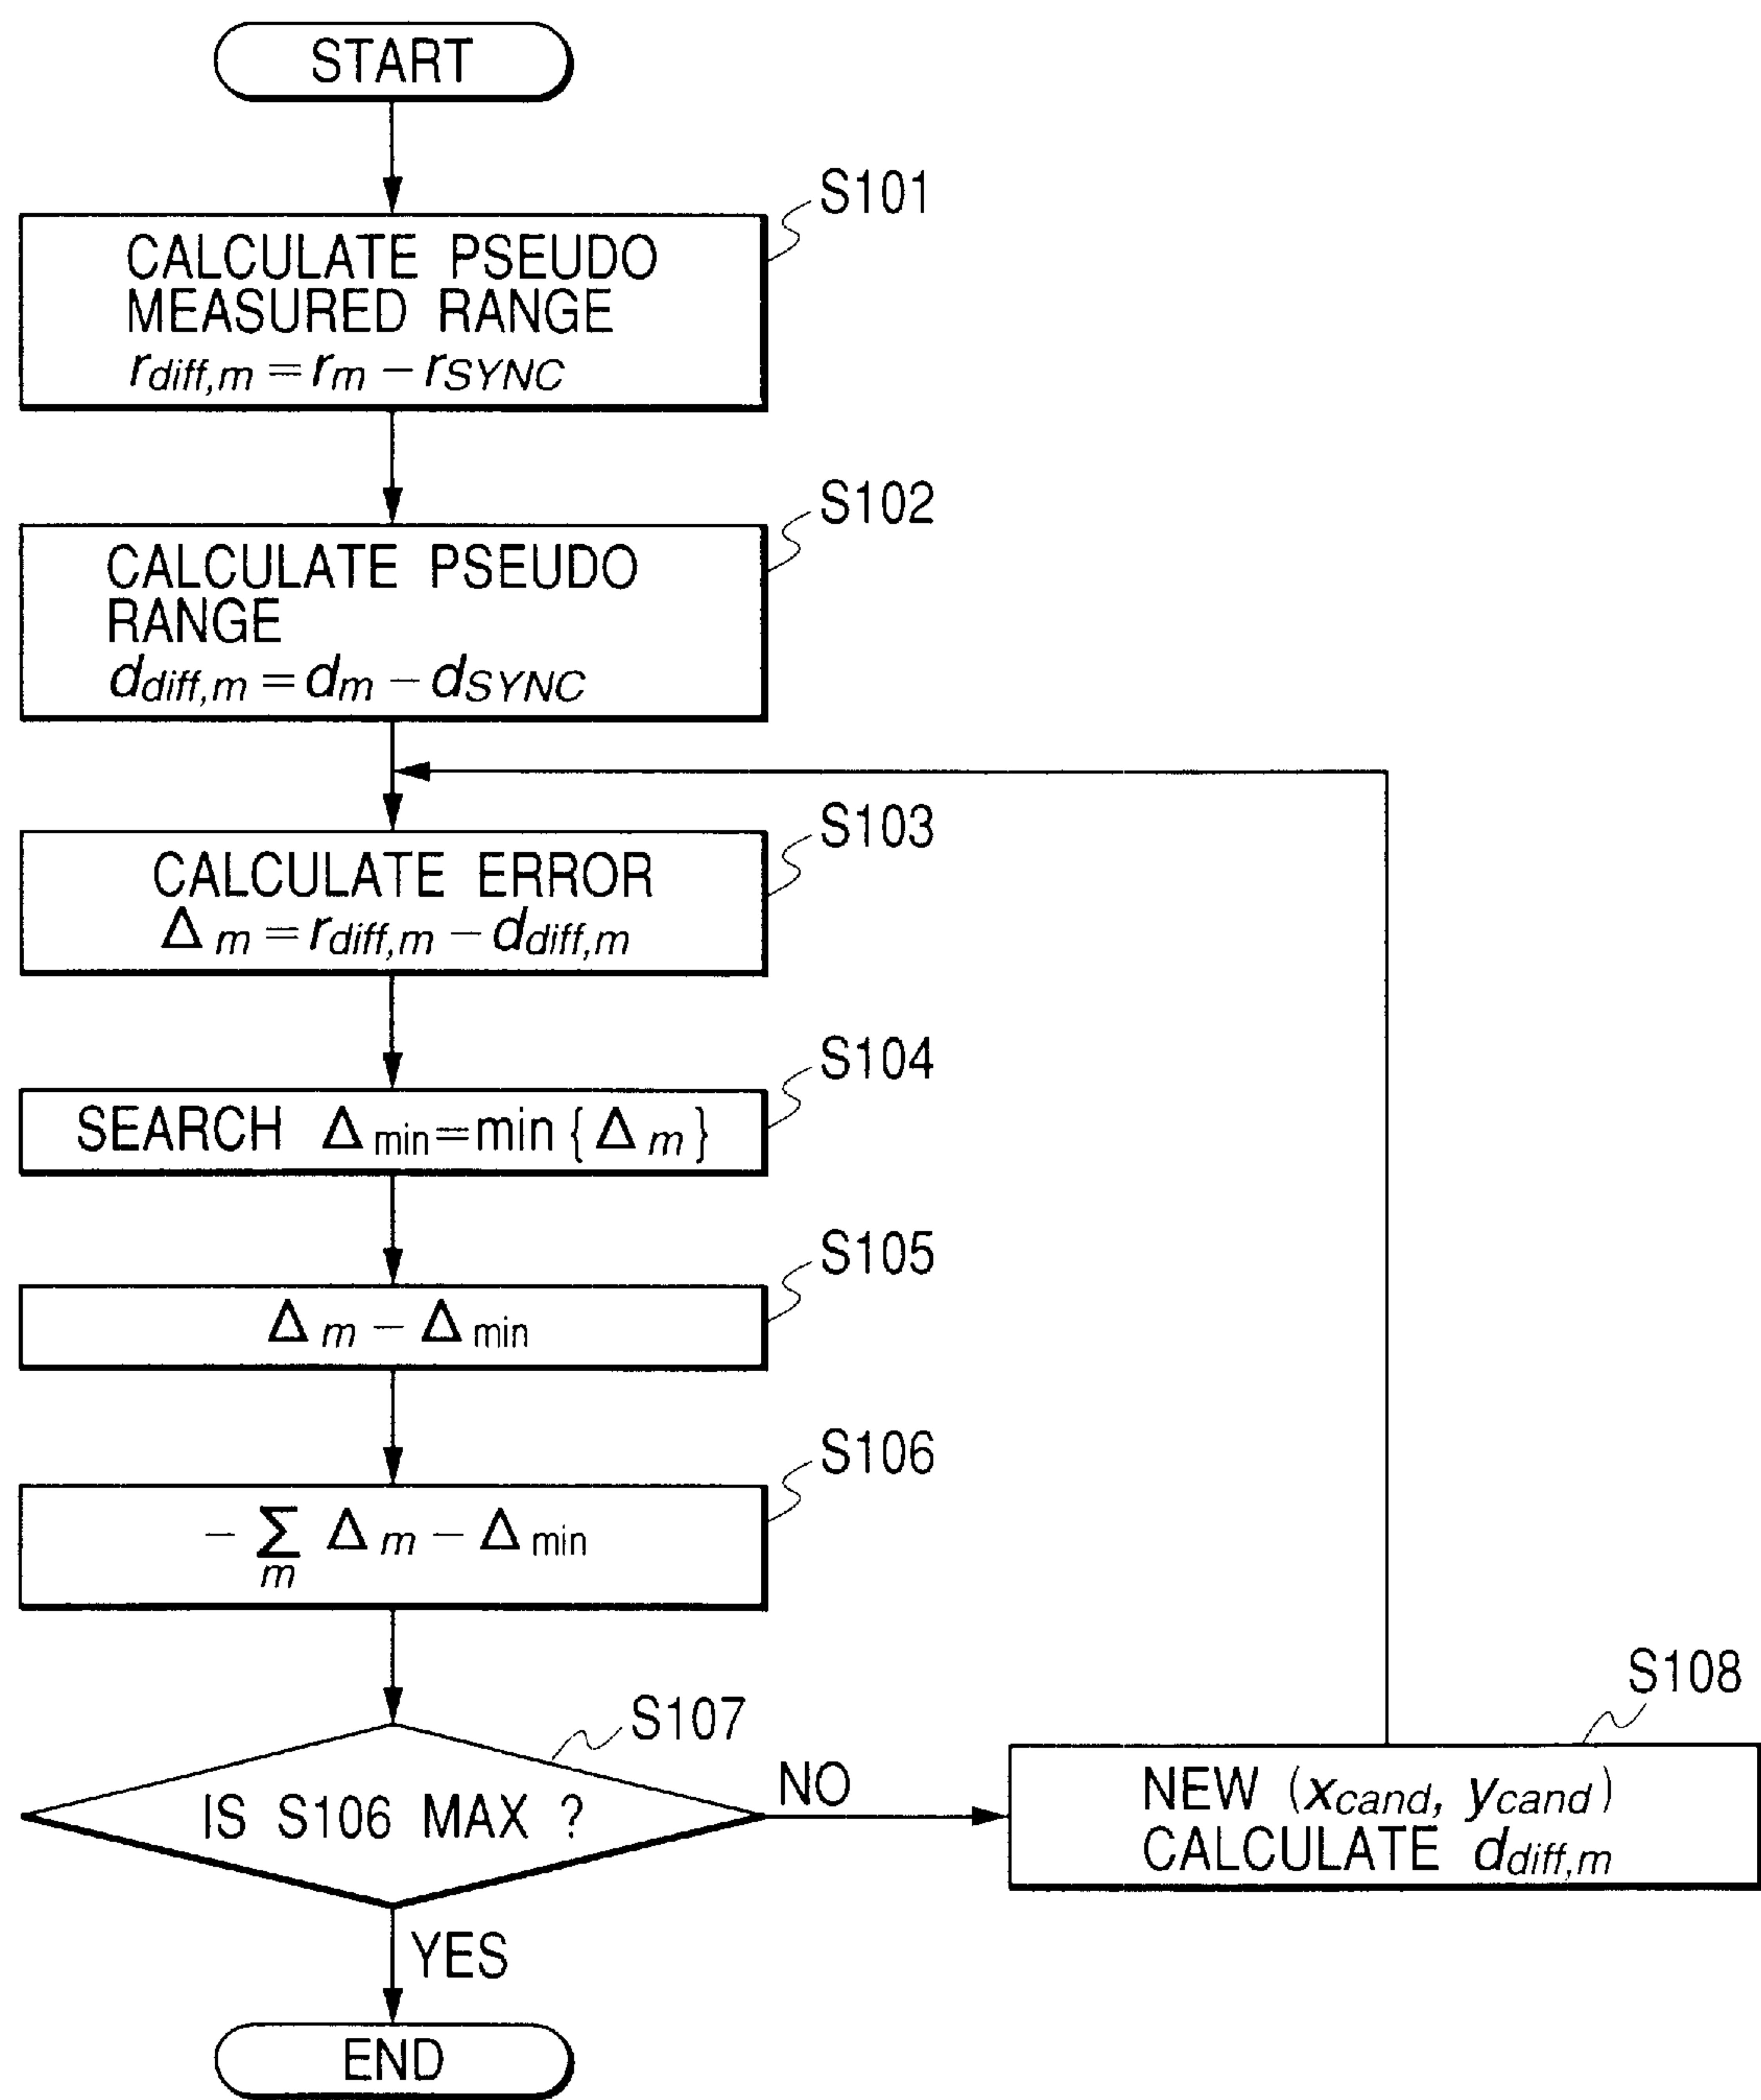 START
S101
CALCULATE PSEUDO
MEASURED RANGE
r_diff,m = r_m − r_SYNC
S102
CALCULATE PSEUDO
RANGE
d_diff,m = d_m − d_SYNC
S103
CALCULATE ERROR
Δ_m = r_diff,m − d_diff,m
S104
SEARCH Δ_min = min { Δ_m }
S105
Δ_m − Δ_min
S106
− Σ_m Δ_m − Δ_min
S107
IS S106 MAX ?
NO
S108
NEW (x_cand, y_cand)
CALCULATE d_diff,m
YES
END